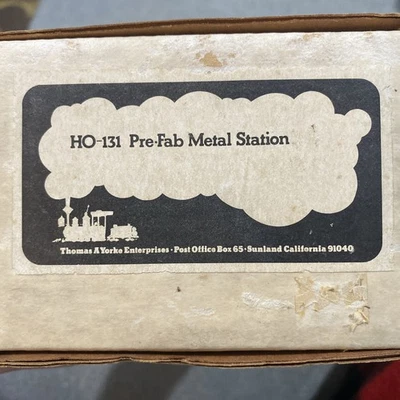 HO-131 Pre-Fab Metal Station
Thomas A Yorke Enterprises · Post Office Box 65 · Sunland California 91040